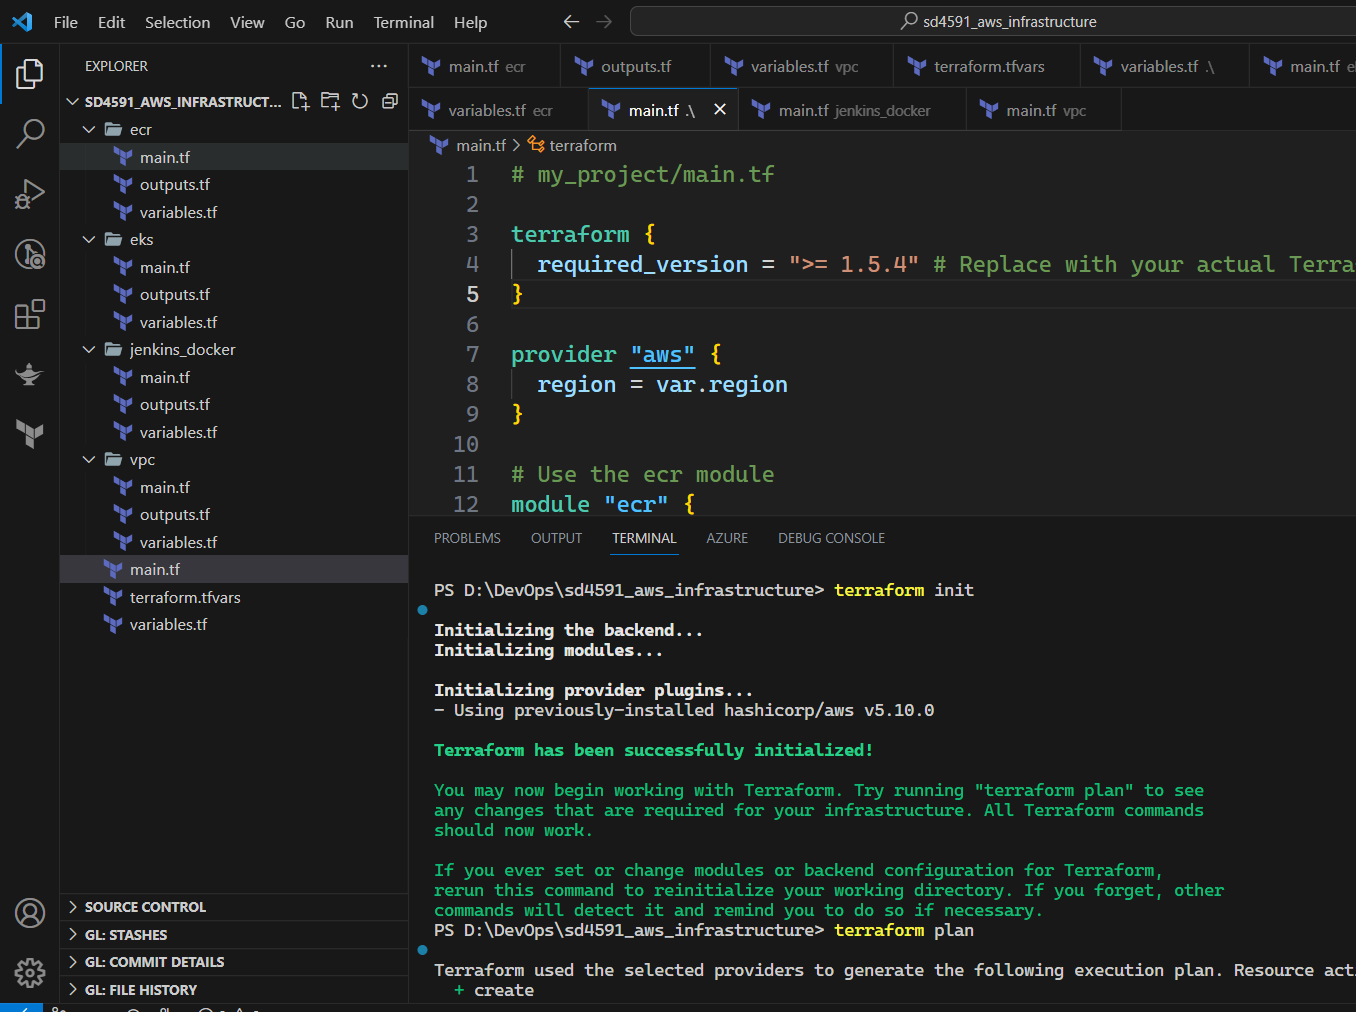 File Edit Selection View Go Run Terminal Help
sd4591_aws_infrastructure
EXPLORER
SD4591_AWS_INFRASTRUCT...
ecr
main.tf
outputs.tf
variables.tf
eks
main.tf
outputs.tf
variables.tf
jenkins_docker
main.tf
outputs.tf
variables.tf
vpc
main.tf
outputs.tf
variables.tf
main.tf
terraform.tfvars
variables.tf
SOURCE CONTROL
GL: STASHES
GL: COMMIT DETAILS
GL: FILE HISTORY
main.tf ecr outputs.tf variables.tf vpc terraform.tfvars variables.tf .\ main.tf
variables.tf ecr main.tf .\ main.tf jenkins_docker main.tf vpc
main.tf > terraform
1 # my_project/main.tf
2
3 terraform {
4 required_version = ">= 1.5.4" # Replace with your actual Terra
5 }
6
7 provider "aws" {
8 region = var.region
9 }
10
11 # Use the ecr module
12 module "ecr" {
PROBLEMS OUTPUT TERMINAL AZURE DEBUG CONSOLE
PS D:\DevOps\sd4591_aws_infrastructure> terraform init
Initializing the backend...
Initializing modules...
Initializing provider plugins...
- Using previously-installed hashicorp/aws v5.10.0
Terraform has been successfully initialized!
You may now begin working with Terraform. Try running "terraform plan" to see
any changes that are required for your infrastructure. All Terraform commands
should now work.
If you ever set or change modules or backend configuration for Terraform,
rerun this command to reinitialize your working directory. If you forget, other
commands will detect it and remind you to do so if necessary.
PS D:\DevOps\sd4591_aws_infrastructure> terraform plan
Terraform used the selected providers to generate the following execution plan. Resource act
+ create